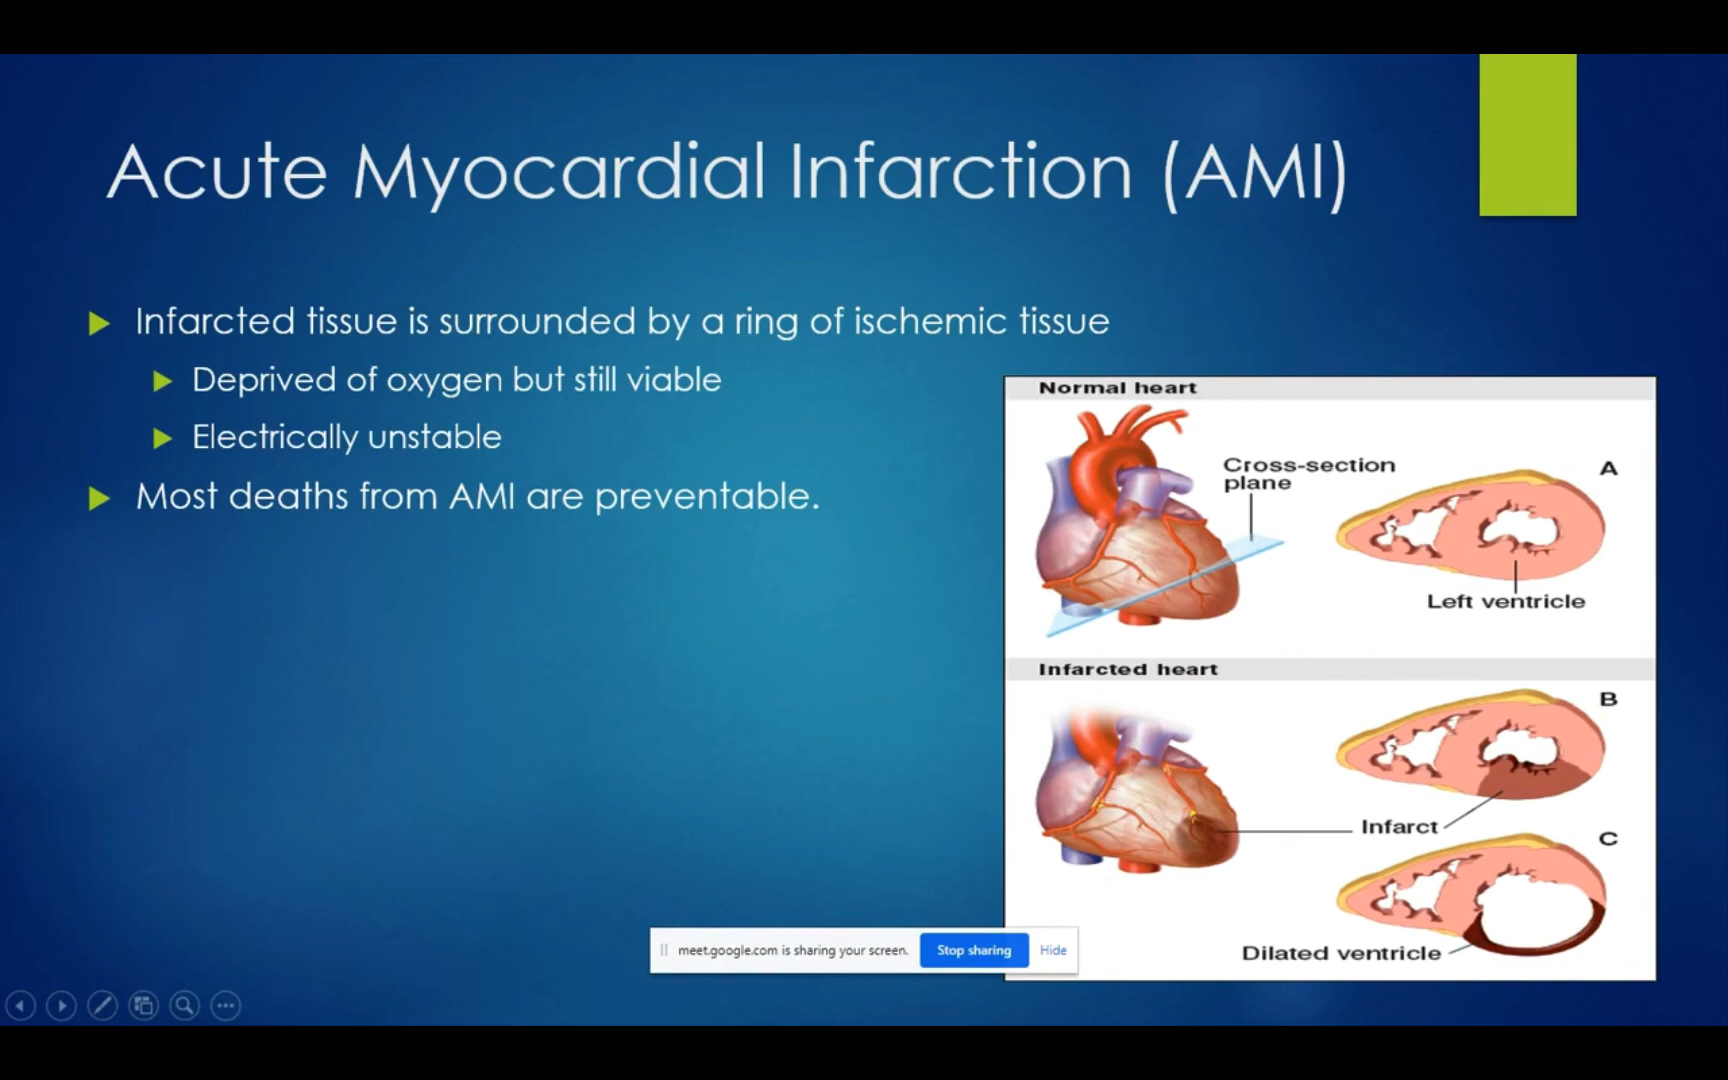 Acute Myocardial Infarction (AMI)
Infarcted tissue is surrounded by a ring of ischemic tissue
Deprived of oxygen but still viable
Electrically unstable
Most deaths from AMI are preventable.
Normal heart
Cross-section
plane
A
Left ventricle
Infarcted heart
B
Infarct
C
Dilated ventricle
meet.google.com is sharing your screen. Stop sharing Hide